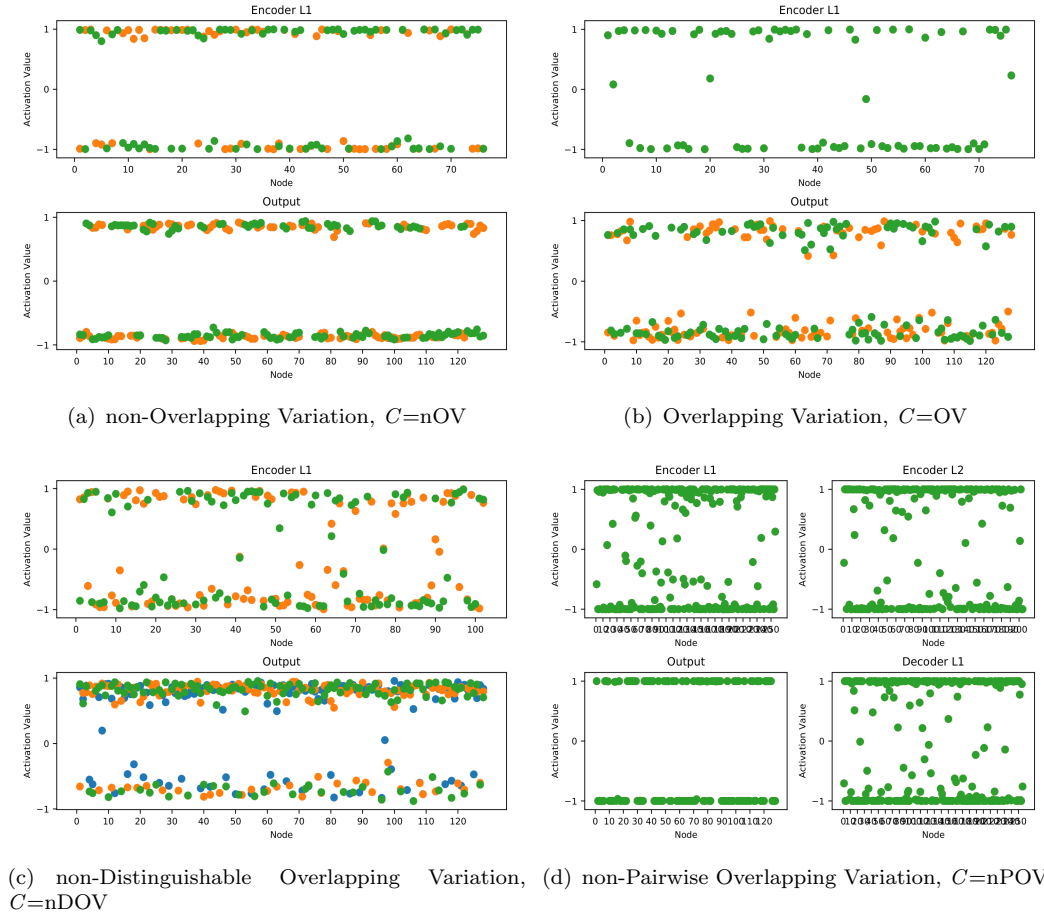 Encoder L1
Activation Value
1
0
−1
0 10 20 30 40 50 60 70
Node
Output
Activation Value
1
0
−1
0 10 20 30 40 50 60 70 80 90 100 110 120
Node
(a) non-Overlapping Variation, C=nOV
Encoder L1
Activation Value
1
0
−1
0 10 20 30 40 50 60 70
Node
Output
Activation Value
1
0
−1
0 10 20 30 40 50 60 70 80 90 100 110 120
Node
(b) Overlapping Variation, C=OV
Encoder L1
Activation Value
1
0
−1
0 10 20 30 40 50 60 70 80 90 100
Node
Output
Activation Value
1
0
−1
0 10 20 30 40 50 60 70 80 90 100 110 120
Node
(c) non-Distinguishable Overlapping Variation,
C=nDOV
Encoder L1
Activation Value
1
0
−1
Node
Encoder L2
Activation Value
1
0
−1
Node
Output
Activation Value
1
0
−1
0 10 20 30 40 50 60 70 80 90 100 110 120
Node
Decoder L1
Activation Value
1
0
−1
Node
(d) non-Pairwise Overlapping Variation, C=nPOV